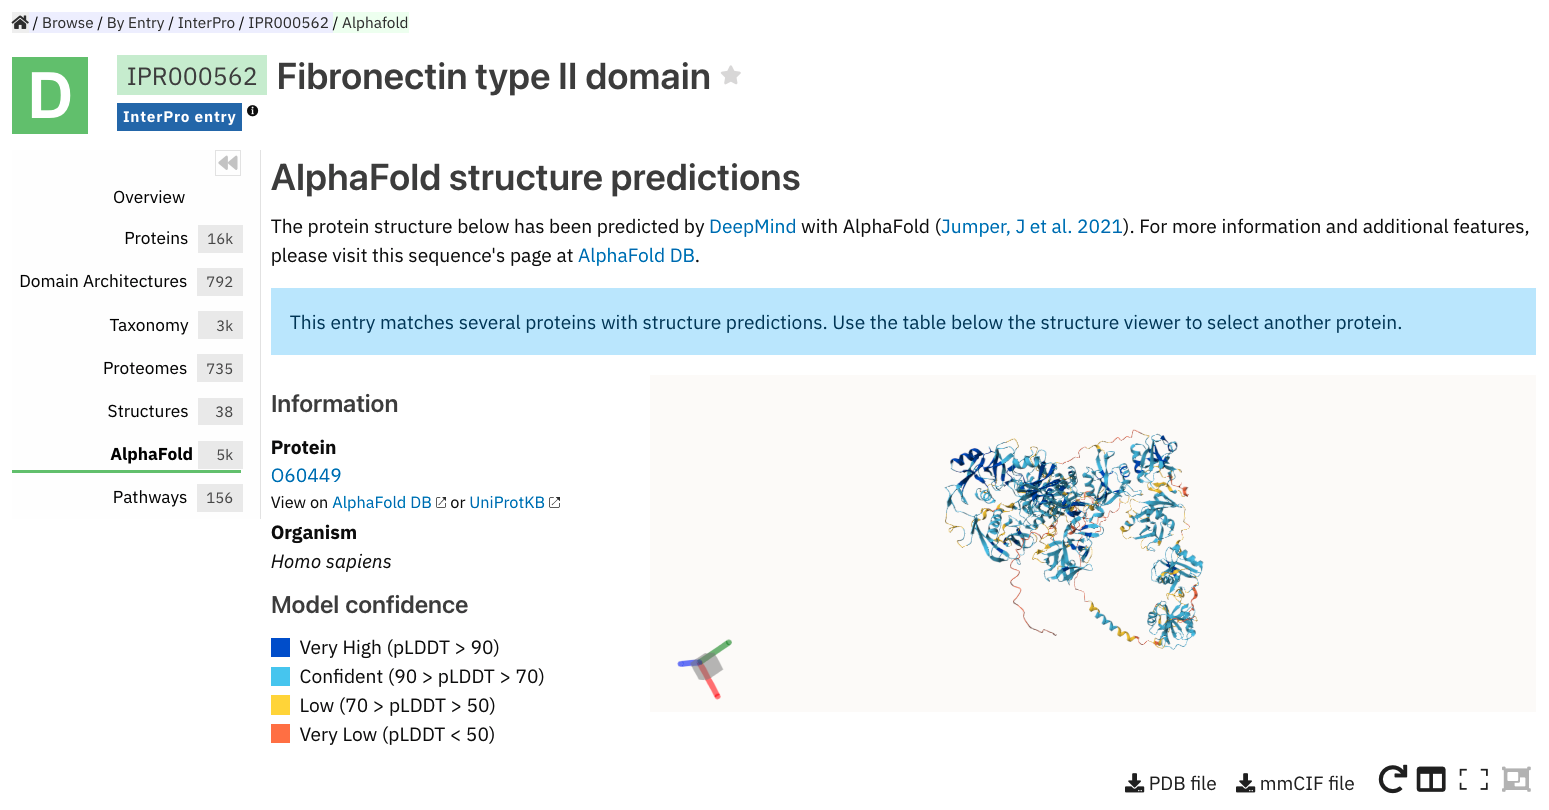 / Browse / By Entry / InterPro / IPR000562 / Alphafold
D
IPR000562 Fibronectin type II domain
InterPro entry
Overview
Proteins 16k
Domain Architectures 792
Taxonomy 3k
Proteomes 735
Structures 38
AlphaFold 5k
Pathways 156
AlphaFold structure predictions
The protein structure below has been predicted by DeepMind with AlphaFold (Jumper, J et al. 2021). For more information and additional features,
please visit this sequence's page at AlphaFold DB.
This entry matches several proteins with structure predictions. Use the table below the structure viewer to select another protein.
Information
Protein
O60449
View on AlphaFold DB or UniProtKB
Organism
Homo sapiens
Model confidence
Very High (pLDDT > 90)
Confident (90 > pLDDT > 70)
Low (70 > pLDDT > 50)
Very Low (pLDDT < 50)
PDB file mmCIF file